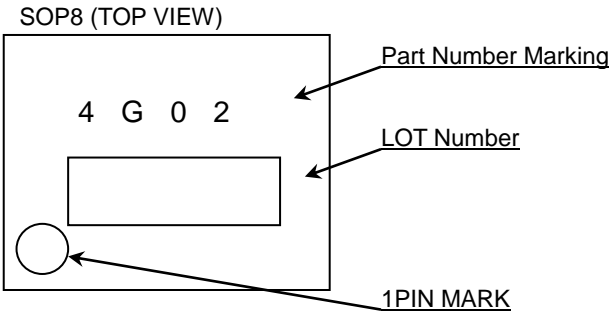 SOP8 (TOP VIEW)
Part Number Marking
4 G 0 2
LOT Number
1PIN MARK